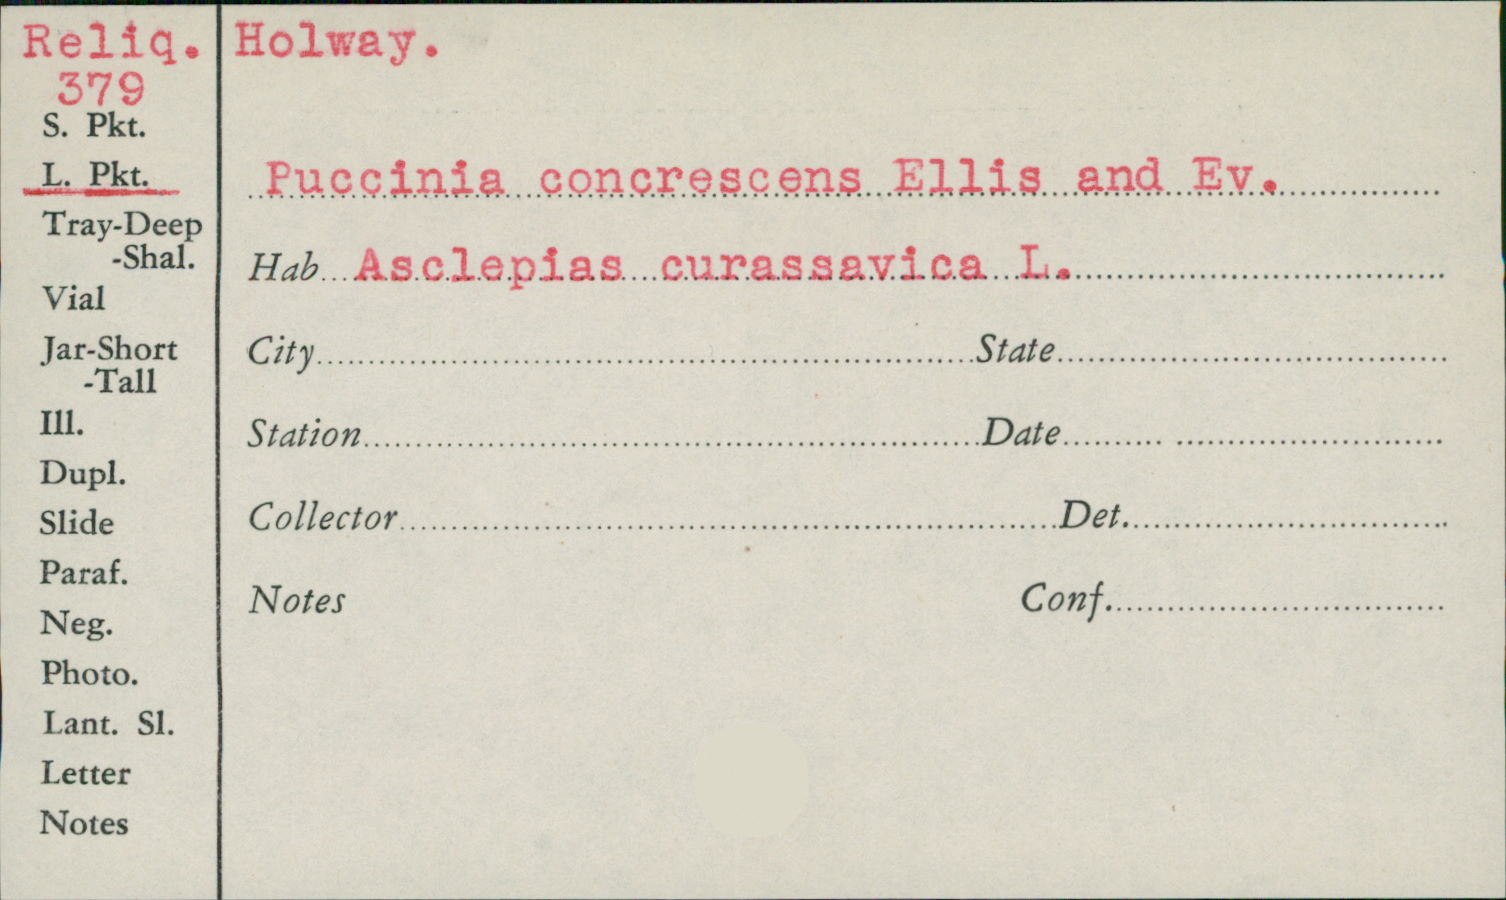 Reliq. Holway.
379
S. Pkt.
L. Pkt.
Tray-Deep
-Shal.
Vial
Jar-Short
-Tall
Ill.
Dupl.
Slide
Paraf.
Neg.
Photo.
Lant. Sl.
Letter
Notes
Puccinia concrescens Ellis and Ev.
Hab Asclepias curassavica L.
City State
Station Date
Collector Det.
Notes Conf.